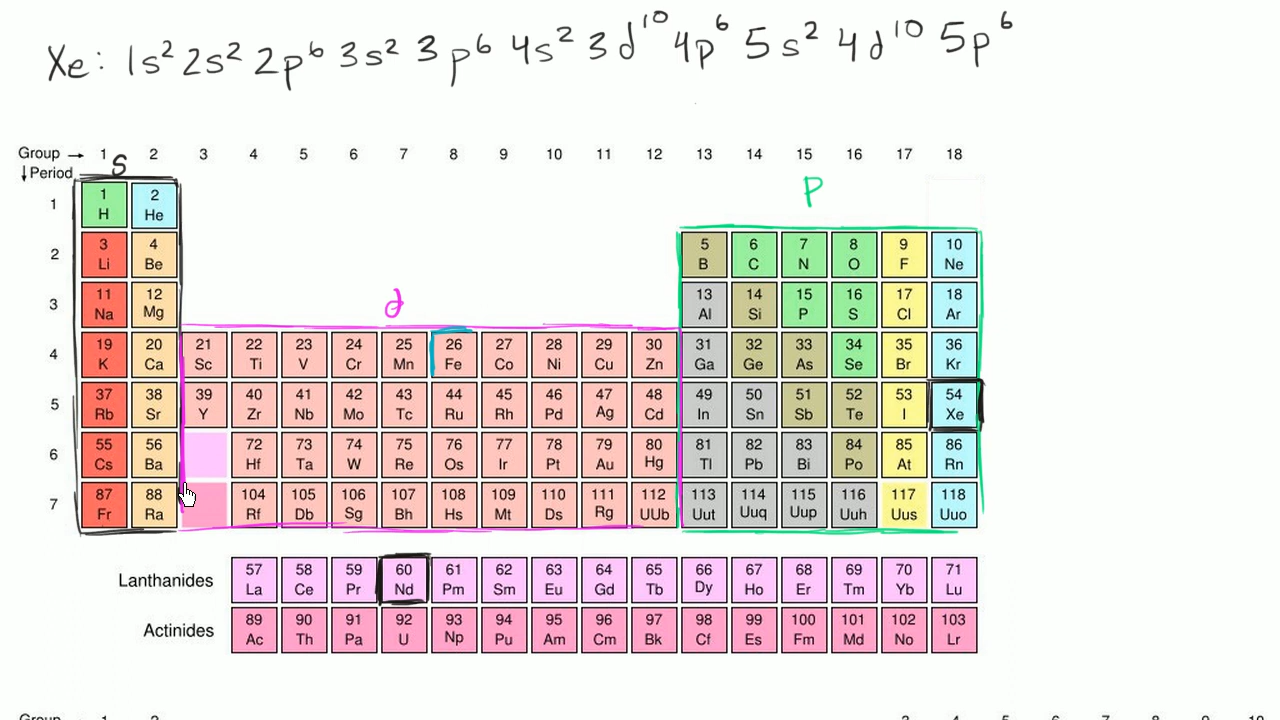 Xe: 1s² 2s² 2p⁶ 3s² 3p⁶ 4s² 3d¹⁰ 4p⁶ 5s² 4d¹⁰ 5p⁶
Group → 1 2 3 4 5 6 7 8 9 10 11 12 13 14 15 16 17 18
S
↓Period
P
1 1 2
H He
2 3 4 5 6 7 8 9 10
Li Be B C N O F Ne
d
3 11 12 13 14 15 16 17 18
Na Mg Al Si P S Cl Ar
4 19 20 21 22 23 24 25 26 27 28 29 30 31 32 33 34 35 36
K Ca Sc Ti V Cr Mn Fe Co Ni Cu Zn Ga Ge As Se Br Kr
5 37 38 39 40 41 42 43 44 45 46 47 48 49 50 51 52 53 54
Rb Sr Y Zr Nb Mo Tc Ru Rh Pd Ag Cd In Sn Sb Te I Xe
6 55 56 72 73 74 75 76 77 78 79 80 81 82 83 84 85 86
Cs Ba Hf Ta W Re Os Ir Pt Au Hg Tl Pb Bi Po At Rn
7 87 88 104 105 106 107 108 109 110 111 112 113 114 115 116 117 118
Fr Ra Rf Db Sg Bh Hs Mt Ds Rg UUb Uut Uuq Uup Uuh Uus Uuo
Lanthanides 57 58 59 60 61 62 63 64 65 66 67 68 69 70 71
La Ce Pr Nd Pm Sm Eu Gd Tb Dy Ho Er Tm Yb Lu
Actinides 89 90 91 92 93 94 95 96 97 98 99 100 101 102 103
Ac Th Pa U Np Pu Am Cm Bk Cf Es Fm Md No Lr
Group 1 2 3 4 5 6 7 8 9 10